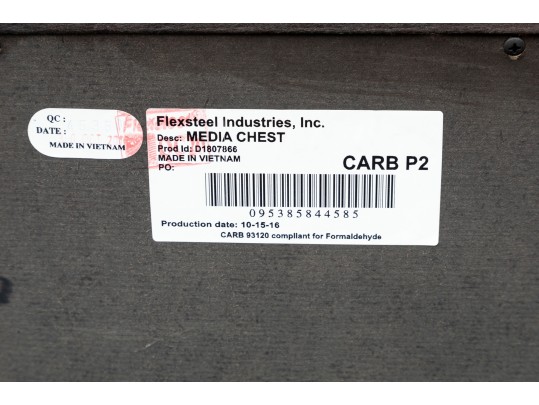 QC :
DATE :
MADE IN VIETNAM
Flexsteel Industries, Inc.
Desc: MEDIA CHEST
Prod Id: D1807866
MADE IN VIETNAM
PO:
CARB P2
095385844585
Production date: 10-15-16
CARB 93120 compliant for Formaldehyde